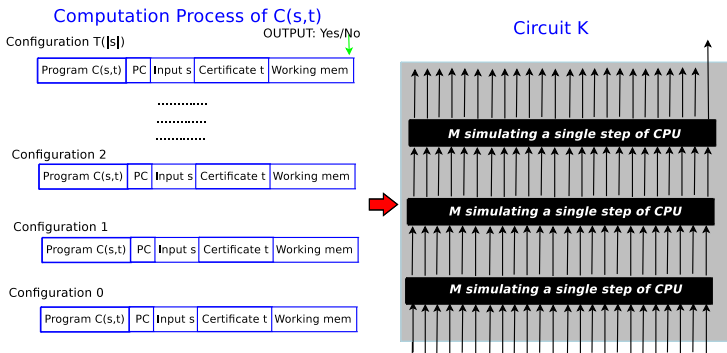 Computation Process of C(s,t)
Circuit K
OUTPUT: Yes/No
Configuration T(|s|)
Program C(s,t) PC Input s Certificate t Working mem
..............
............
..............
Configuration 2
Program C(s,t) PC Input s Certificate t Working mem
Configuration 1
Program C(s,t) PC Input s Certificate t Working mem
Configuration 0
Program C(s,t) PC Input s Certificate t Working mem
M simulating a single step of CPU
M simulating a single step of CPU
M simulating a single step of CPU